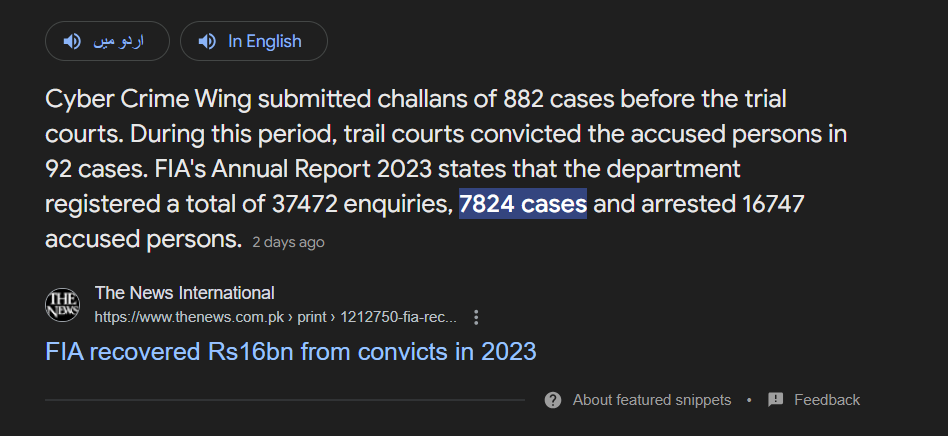 اردو میں
In English
Cyber Crime Wing submitted challans of 882 cases before the trial
courts. During this period, trail courts convicted the accused persons in
92 cases. FIA's Annual Report 2023 states that the department
registered a total of 37472 enquiries, 7824 cases and arrested 16747
accused persons. 2 days ago
THE
NEWS
The News International
https://www.thenews.com.pk › print › 1212750-fia-rec...
FIA recovered Rs16bn from convicts in 2023
About featured snippets • Feedback